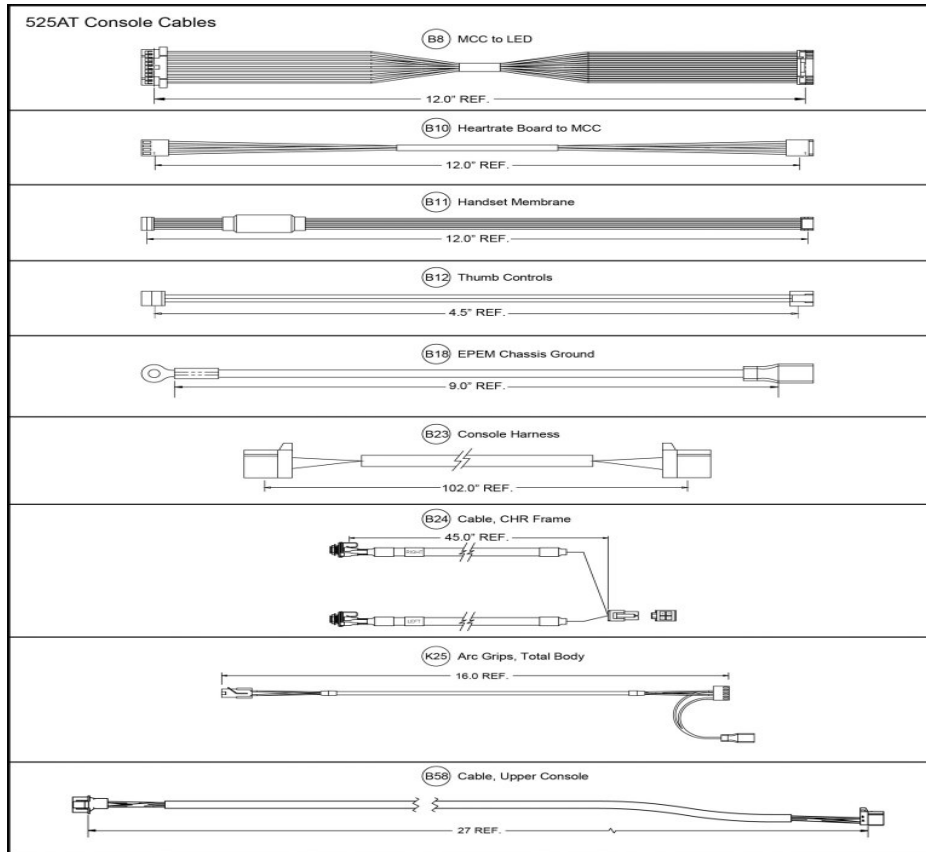 525AT Console Cables
B8 MCC to LED
12.0" REF.
B10 Heartrate Board to MCC
12.0" REF.
B11 Handset Membrane
12.0" REF.
B12 Thumb Controls
4.5" REF.
B18 EPEM Chassis Ground
9.0" REF.
B23 Console Harness
102.0" REF.
B24 Cable, CHR Frame
45.0" REF.
RIGHT
LEFT
K25 Arc Grips, Total Body
16.0 REF.
B58 Cable, Upper Console
27 REF.